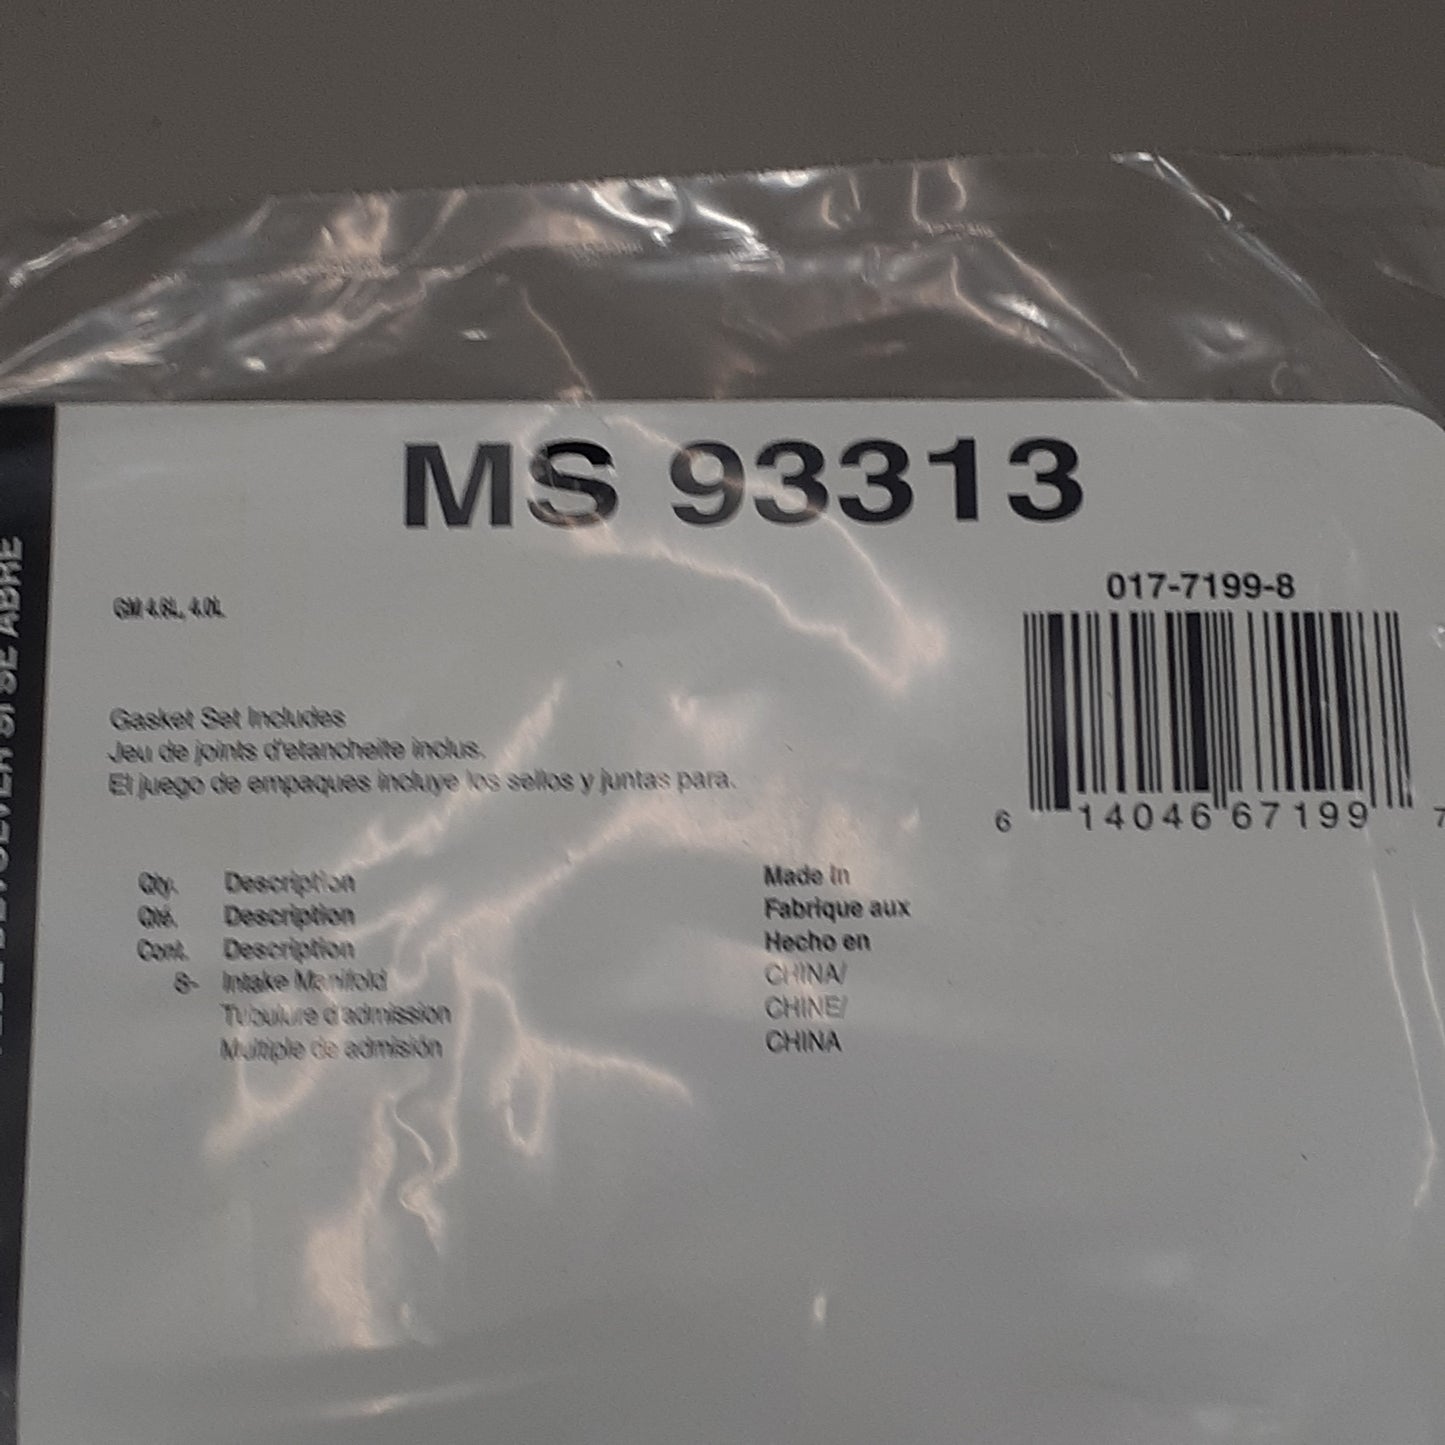 MS 93313
017-7199-8
GM 4.6L, 4.0L
6 14046 67199 7
Gasket Set Includes
Jeu de joints d'etancheite inclus.
El juego de empaques incluye los sellos y juntas para.
Qty. Description Made In
Qté. Description Fabrique aux
Cont. Description Hecho en
8- Intake Manifold CHINA/
Tubulure d'admission CHINE/
Multiple de admisión CHINA
SI SE ABRE